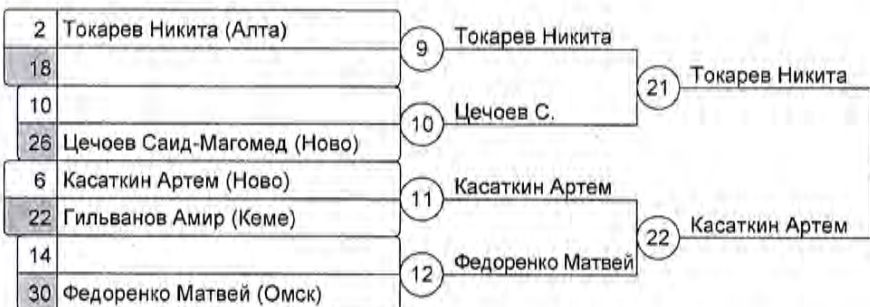 2 Токарев Никита (Алта)
18
10
26 Цечоев Саид-Магомед (Ново)
6 Касаткин Артем (Ново)
22 Гильванов Амир (Кеме)
14
30 Федоренко Матвей (Омск)
9 Токарев Никита
10 Цечоев С.
11 Касаткин Артем
12 Федоренко Матвей
21 Токарев Никита
22 Касаткин Артем